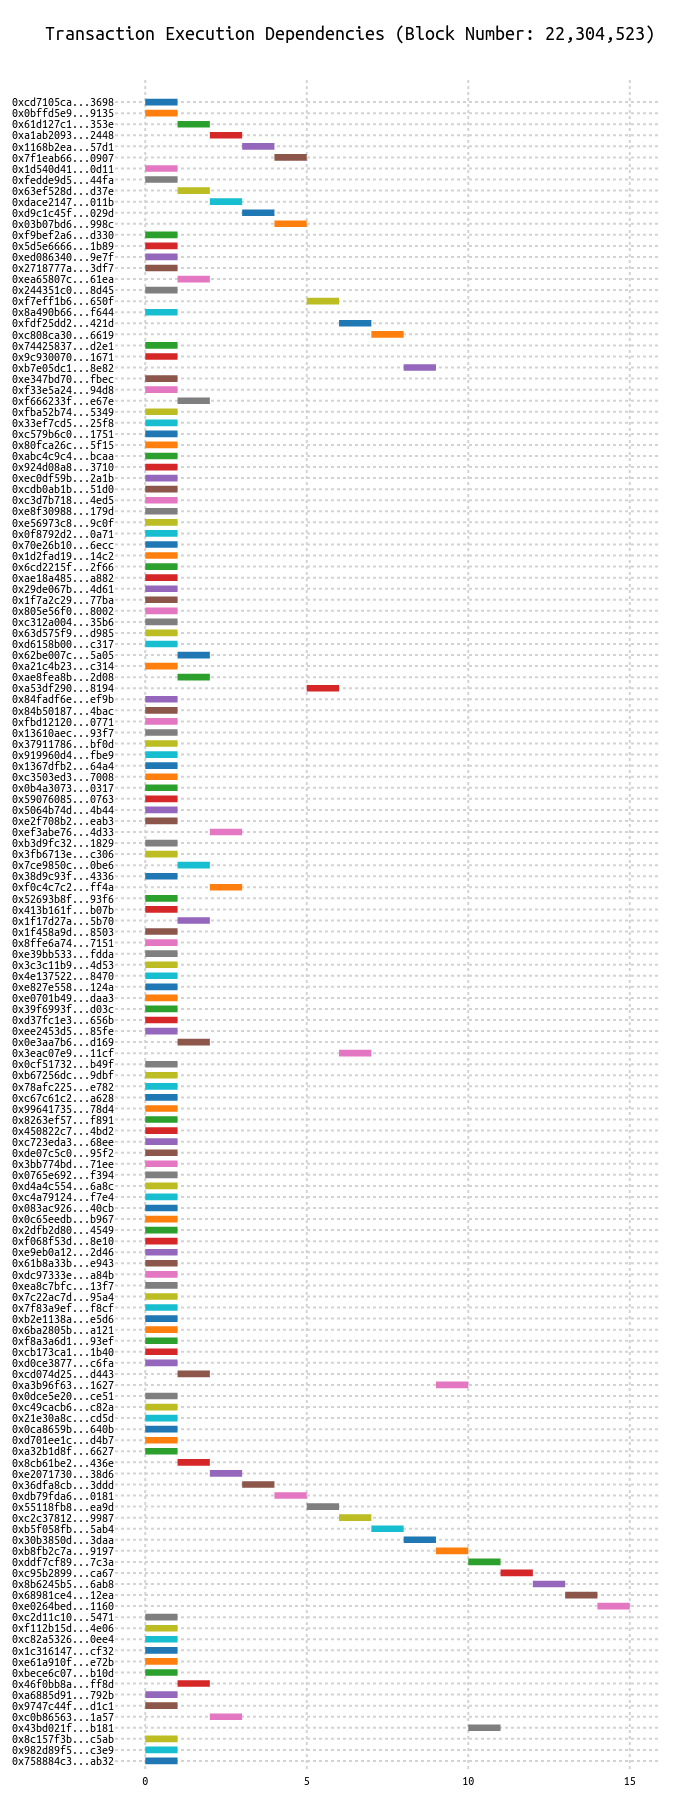 Transaction Execution Dependencies (Block Number: 22,304,523)
0xcd7105ca...3698
0x0bffd5e9...9135
0x61d127c1...353e
0xa1ab2093...2448
0x1168b2ea...57d1
0x7f1eab66...0907
0x1d540d41...0d11
0xfedde9d5...44fa
0x63ef528d...d37e
0xdace2147...011b
0xd9c1c45f...029d
0x03b07bd6...998c
0xf9bef2a6...d330
0x5d5e6666...1b89
0xed086340...9e7f
0x2718777a...3df7
0xea65807c...61ea
0x244351c0...8d45
0xf7eff1b6...650f
0x8a490b66...f644
0xfdf25dd2...421d
0xc808ca30...6619
0x74425837...d2e1
0x9c930070...1671
0xb7e05dc1...8e82
0xe347bd70...fbec
0xf33e5a24...94d8
0xf666233f...e67e
0xfba52b74...5349
0x33ef7cd5...25f8
0xc579b6c0...1751
0x80fca26c...5f15
0xabc4c9c4...bcaa
0x924d08a8...3710
0xec0df59b...2a1b
0xcdb0ab1b...51d0
0xc3d7b718...4ed5
0xe8f30988...179d
0xe56973c8...9c0f
0x0f8792d2...0a71
0x70e26b10...6ecc
0x1d2fad19...14c2
0x6cd2215f...2f66
0xae18a485...a882
0x29de067b...4d61
0x1f7a2c29...77ba
0x805e56f0...8002
0xc312a004...35b6
0x63d575f9...d985
0xd6158b00...c317
0x62be007c...5a05
0xa21c4b23...c314
0xae8fea8b...2d08
0xa53df290...8194
0x84fadf6e...ef9b
0x84b50187...4bac
0xfbd12120...0771
0x13610aec...93f7
0x37911786...bf0d
0x919960d4...fbe9
0x1367dfb2...64a4
0xc3503ed3...7008
0x0b4a3073...0317
0x59076085...0763
0x5064b74d...4b44
0xe2f708b2...eab3
0xef3abe76...4d33
0xb3d9fc32...1829
0x3fb6713e...c306
0x7ce9850c...0be6
0x38d9c93f...4336
0xf0c4c7c2...ff4a
0x52693b8f...93f6
0x413b161f...b07b
0x1f17d27a...5b70
0x1f458a9d...8503
0x8ffe6a74...7151
0xe39bb533...fdda
0x3c3c11b9...4d53
0x4e137522...8470
0xe827e558...124a
0xe0701b49...daa3
0x39f6993f...d03c
0xd37fc1e3...656b
0xee2453d5...85fe
0x0e3aa7b6...d169
0x3eac07e9...11cf
0x0cf51732...b49f
0xb67256dc...9dbf
0x78afc225...e782
0xc67c61c2...a628
0x99641735...78d4
0x8263ef57...f891
0x450822c7...4bd2
0xc723eda3...68ee
0xde07c5c0...95f2
0x3bb774bd...71ee
0x0765e692...f394
0xd4a4c554...6a8c
0xc4a79124...f7e4
0x083ac926...40cb
0x0c65eedb...b967
0x2dfb2d80...4549
0xf068f53d...8e10
0xe9eb0a12...2d46
0x61b8a33b...e943
0xdc97333e...a84b
0xea8c7bfc...13f7
0x7c22ac7d...95a4
0x7f83a9ef...f8cf
0xb2e1138a...e5d6
0x6ba2805b...a121
0xf8a3a6d1...93ef
0xcb173ca1...1b40
0xd0ce3877...c6fa
0xcd074d25...d443
0xa3b96f63...1627
0x0dce5e20...ce51
0xc49cacb6...c82a
0x21e30a8c...cd5d
0x0ca8659b...640b
0xd701ee1c...d4b7
0xa32b1d8f...6627
0x8cb61be2...436e
0xe2071730...38d6
0x36dfa8cb...3ddd
0xdb79fda6...0181
0x55118fb8...ea9d
0xc2c37812...9987
0xb5f058fb...5ab4
0x30b3850d...3daa
0xb8fb2c7a...9197
0xddf7cf89...7c3a
0xc95b2899...ca67
0x8b6245b5...6ab8
0x68981ce4...12ea
0xe0264bed...1160
0xc2d11c10...5471
0xf112b15d...4e06
0xc82a5326...0ee4
0x1c316147...cf32
0xe61a910f...e72b
0xbece6c07...b10d
0x46f0bb8a...ff8d
0xa6885d91...792b
0x9747c44f...d1c1
0xc0b86563...1a57
0x43bd021f...b181
0x8c157f3b...c5ab
0x982d89f5...c3e9
0x758884c3...ab32
0 5 10 15